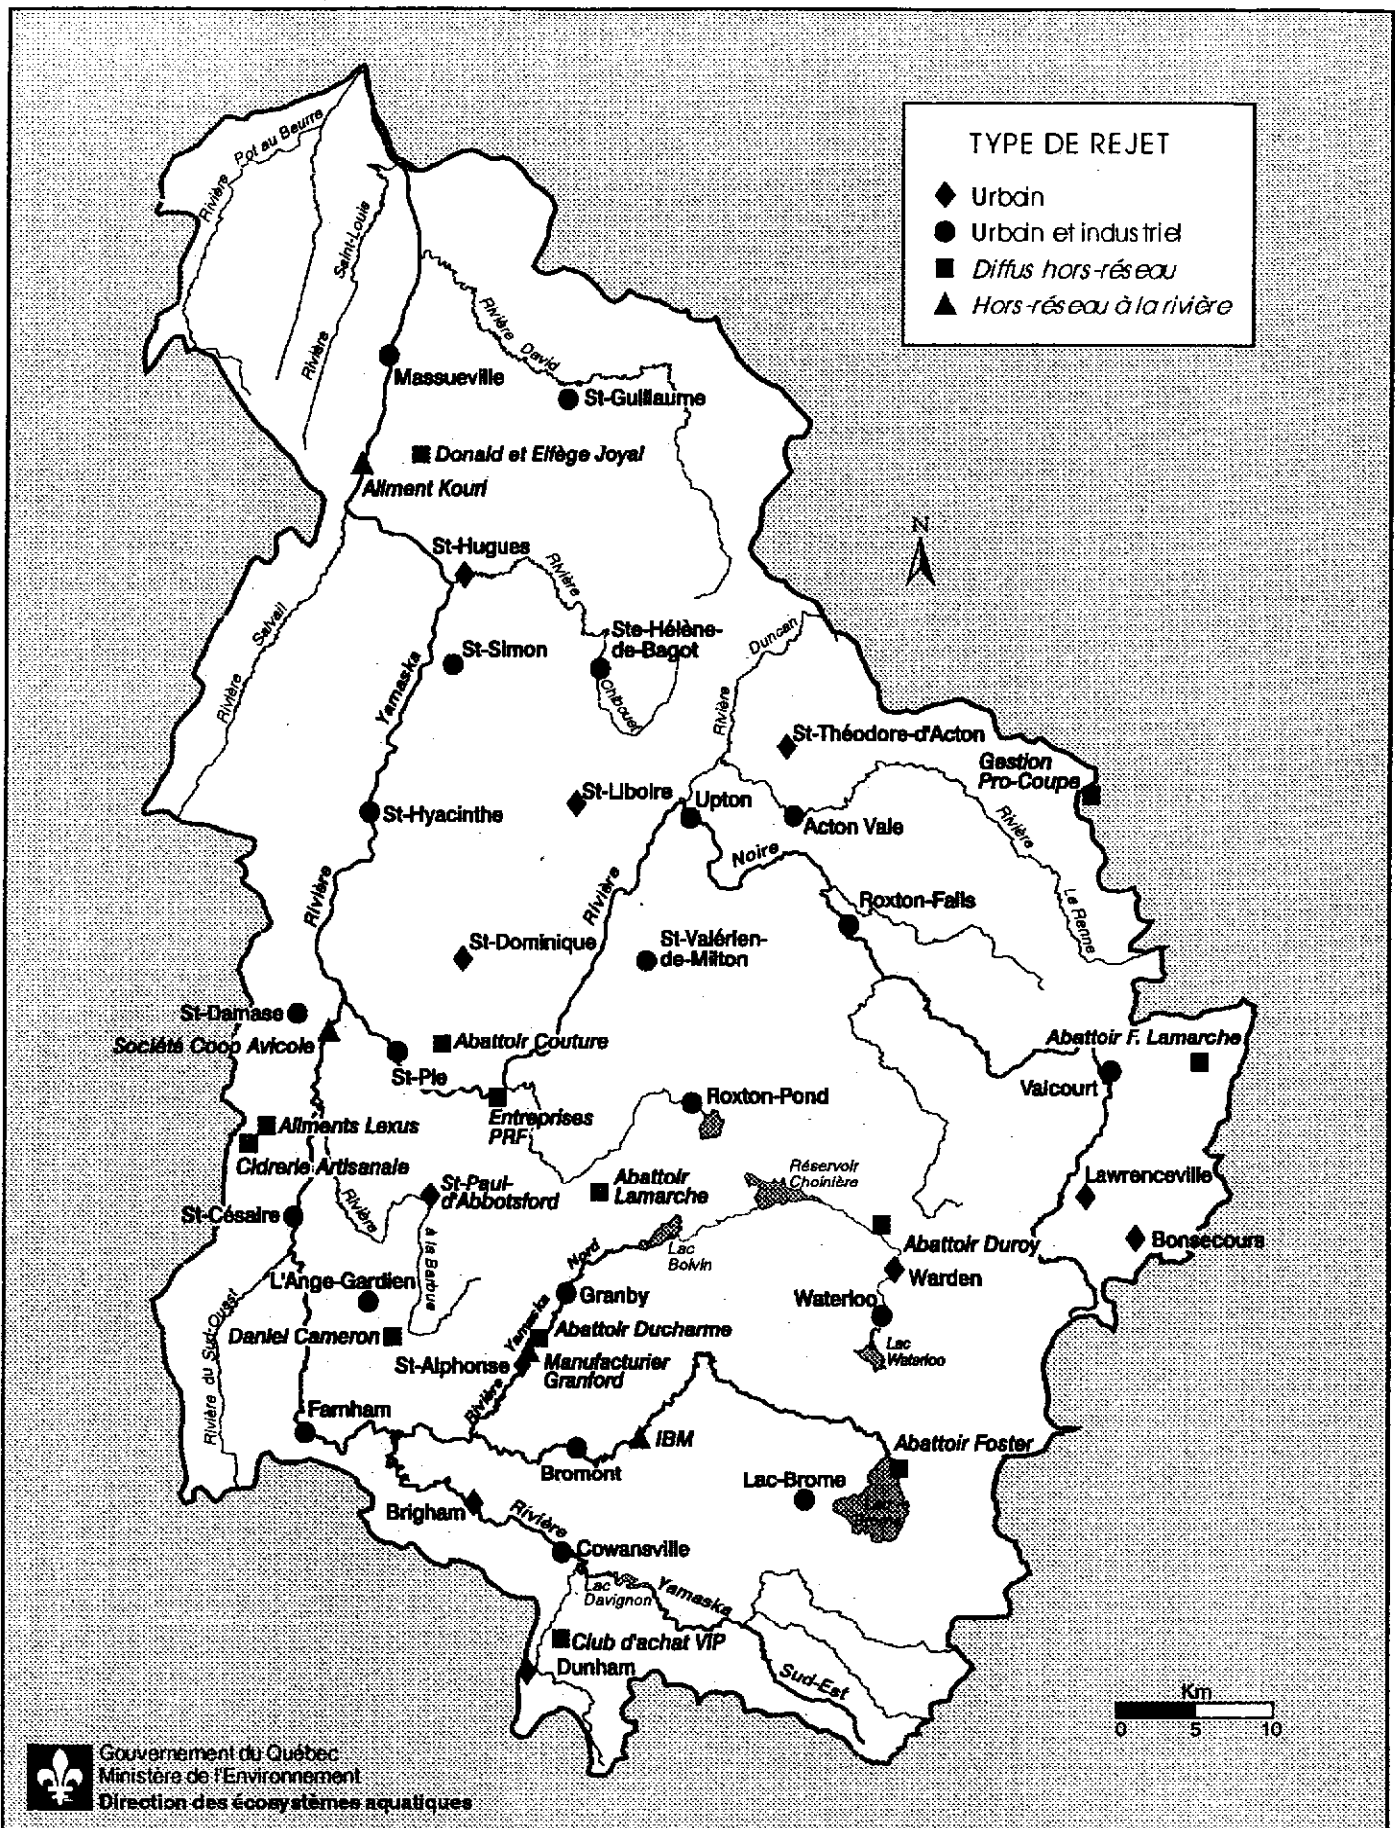 TYPE DE REJET
Urbain
Urbain et industriel
Diffus hors-réseau
Hors-réseau à la rivière
Rivière Pot au Beurre
Rivière Saint-Louis
Rivière David
Massueville
St-Guillaume
Donald et Elfège Joyal
Aliment Kouri
N
St-Hugues
Rivière
Chibouet
Ste-Hélène-
de-Bagot
St-Simon
Rivière Salvail
Yamaska
Rivière
Rivière Duncan
St-Théodore-d'Acton
Gestion
Pro-Coupe
St-Liboire
Upton
St-Hyacinthe
Acton Vale
Rivière
Le Renne
Rivière Noire
Roxton-Falls
St-Dominique
St-Valérien-
de-Milton
St-Damase
Société Coop Avicole
Abattoir Couture
Abattoir F. Lamarche
St-Pie
Valcourt
Roxton-Pond
Entreprises
PRF
Aliments Lexus
Cidrerie Artisanale
St-Paul-
d'Abbotsford
Abattoir
Lamarche
Réservoir
Choinière
Lawrenceville
St-Césaire
Rivière
à la Barbue
Abattoir Duroy
Bonsecours
Lac
Boivin
Warden
L'Ange-Gardien
Granby
Waterloo
Rivière Yamaska Nord
Daniel Cameron
Abattoir Ducharme
St-Alphonse
Manufacturier
Granford
Lac
Waterloo
Rivière du Sud-Ouest
Farnham
IBM
Abattoir Foster
Bromont
Lac-Brome
Lac
Brigham
Rivière
Cowansville
Lac
Davignon
Yamaska
Club d'achat VIP
Dunham
Sud-Est
Km
0 5 10
Gouvernement du Québec
Ministère de l'Environnement
Direction des écosystèmes aquatiques